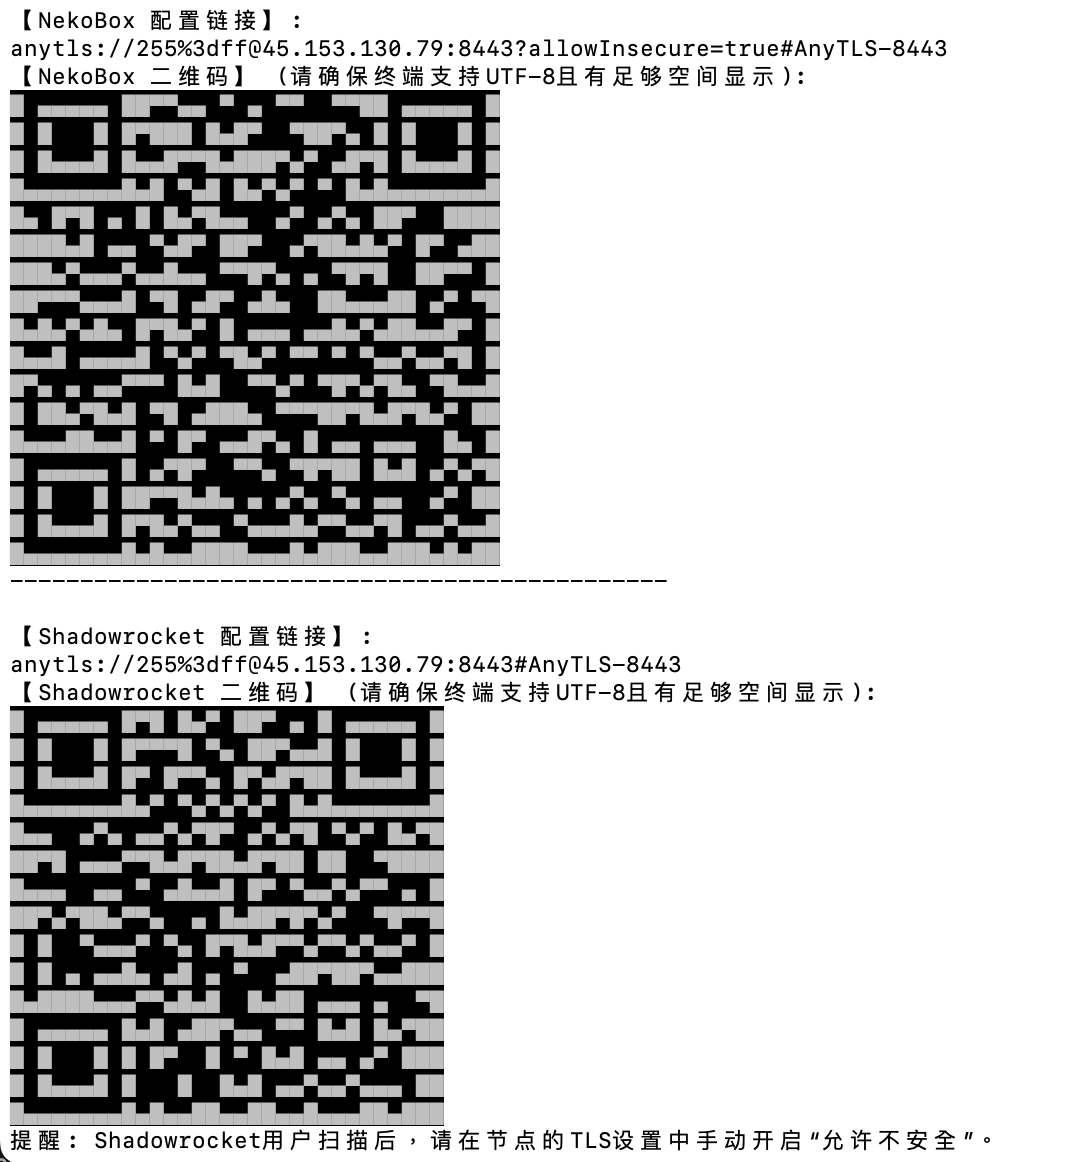 【NekoBox 配置链接】:
anytls://255%3dff@45.153.130.79:8443?allowInsecure=true#AnyTLS-8443
【NekoBox 二维码】 (请确保终端支持UTF-8且有足够空间显示):
-----------------------------------------------
【Shadowrocket 配置链接】:
anytls://255%3dff@45.153.130.79:8443#AnyTLS-8443
【Shadowrocket 二维码】 (请确保终端支持UTF-8且有足够空间显示):
提醒: Shadowrocket用户扫描后，请在节点的TLS设置中手动开启“允许不安全”。